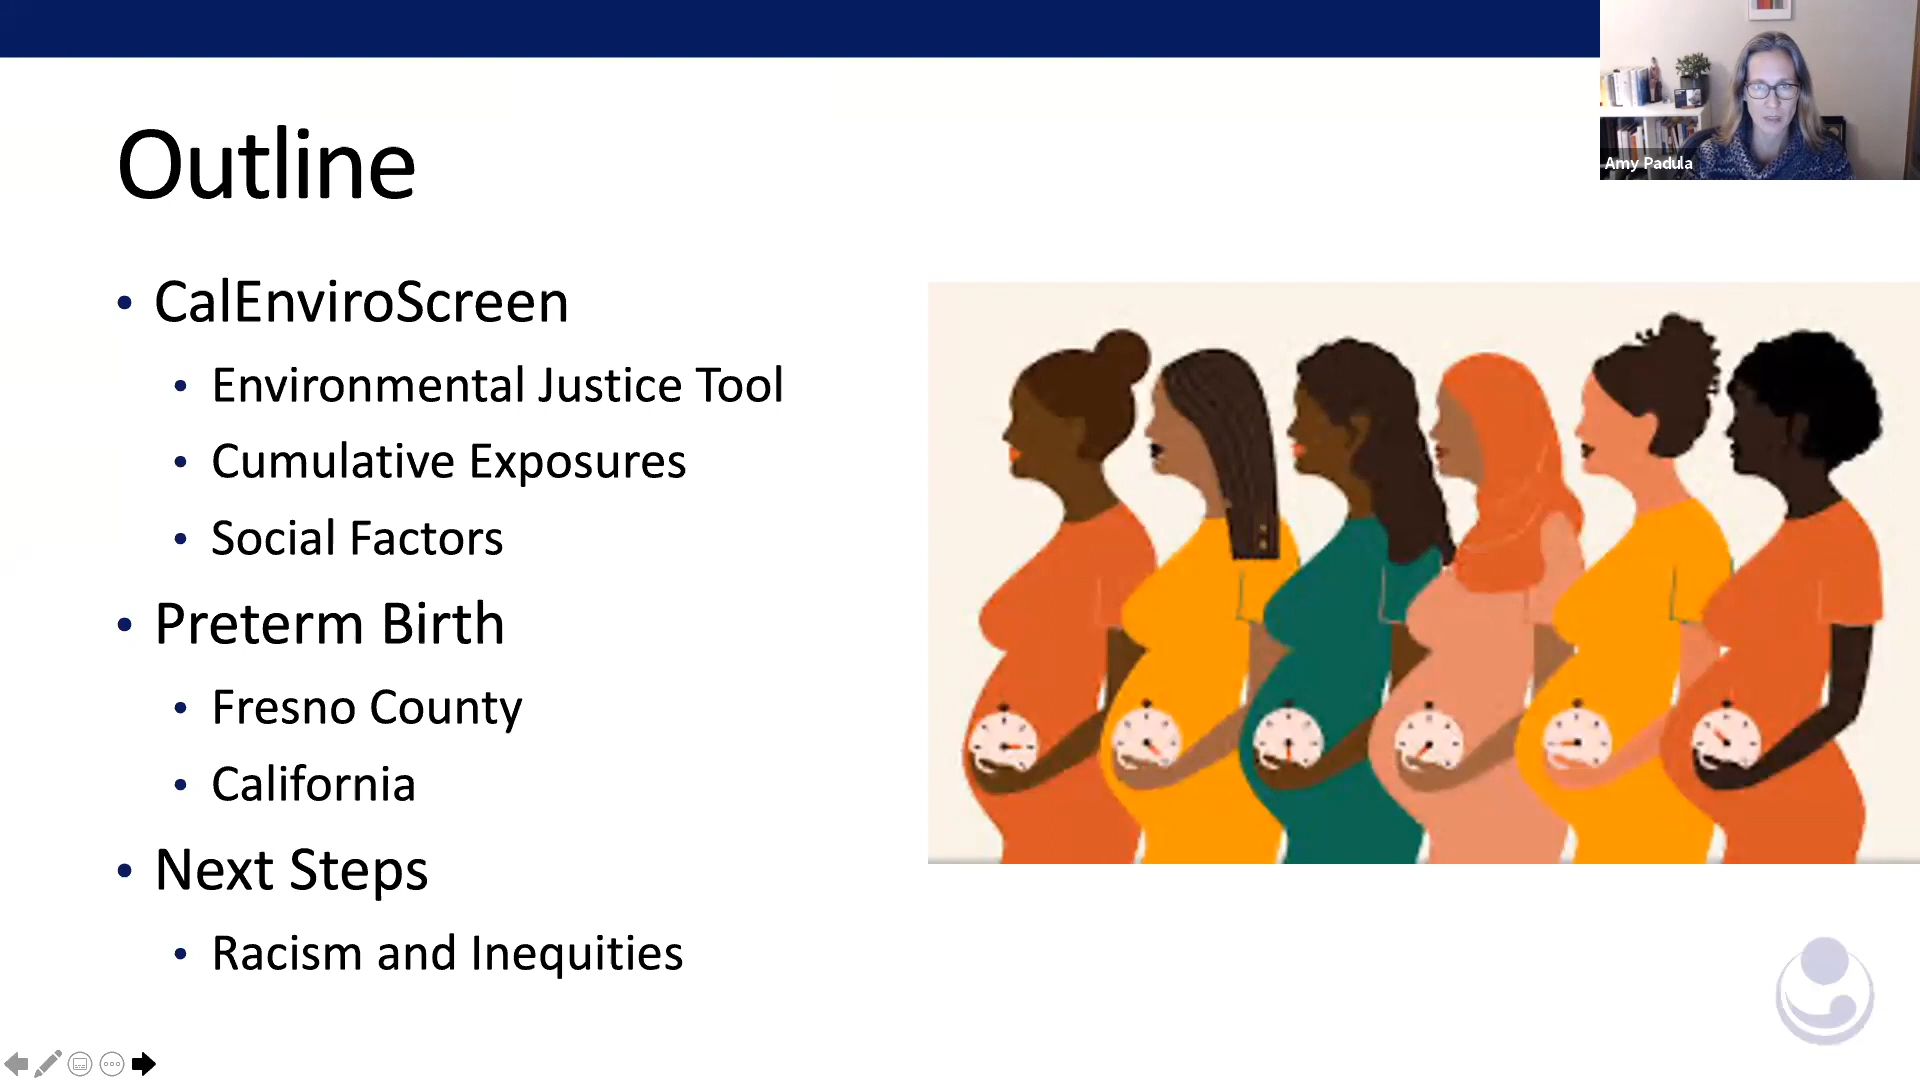 Amy Padula
Outline
• CalEnviroScreen
• Environmental Justice Tool
• Cumulative Exposures
• Social Factors
• Preterm Birth
• Fresno County
• California
• Next Steps
• Racism and Inequities